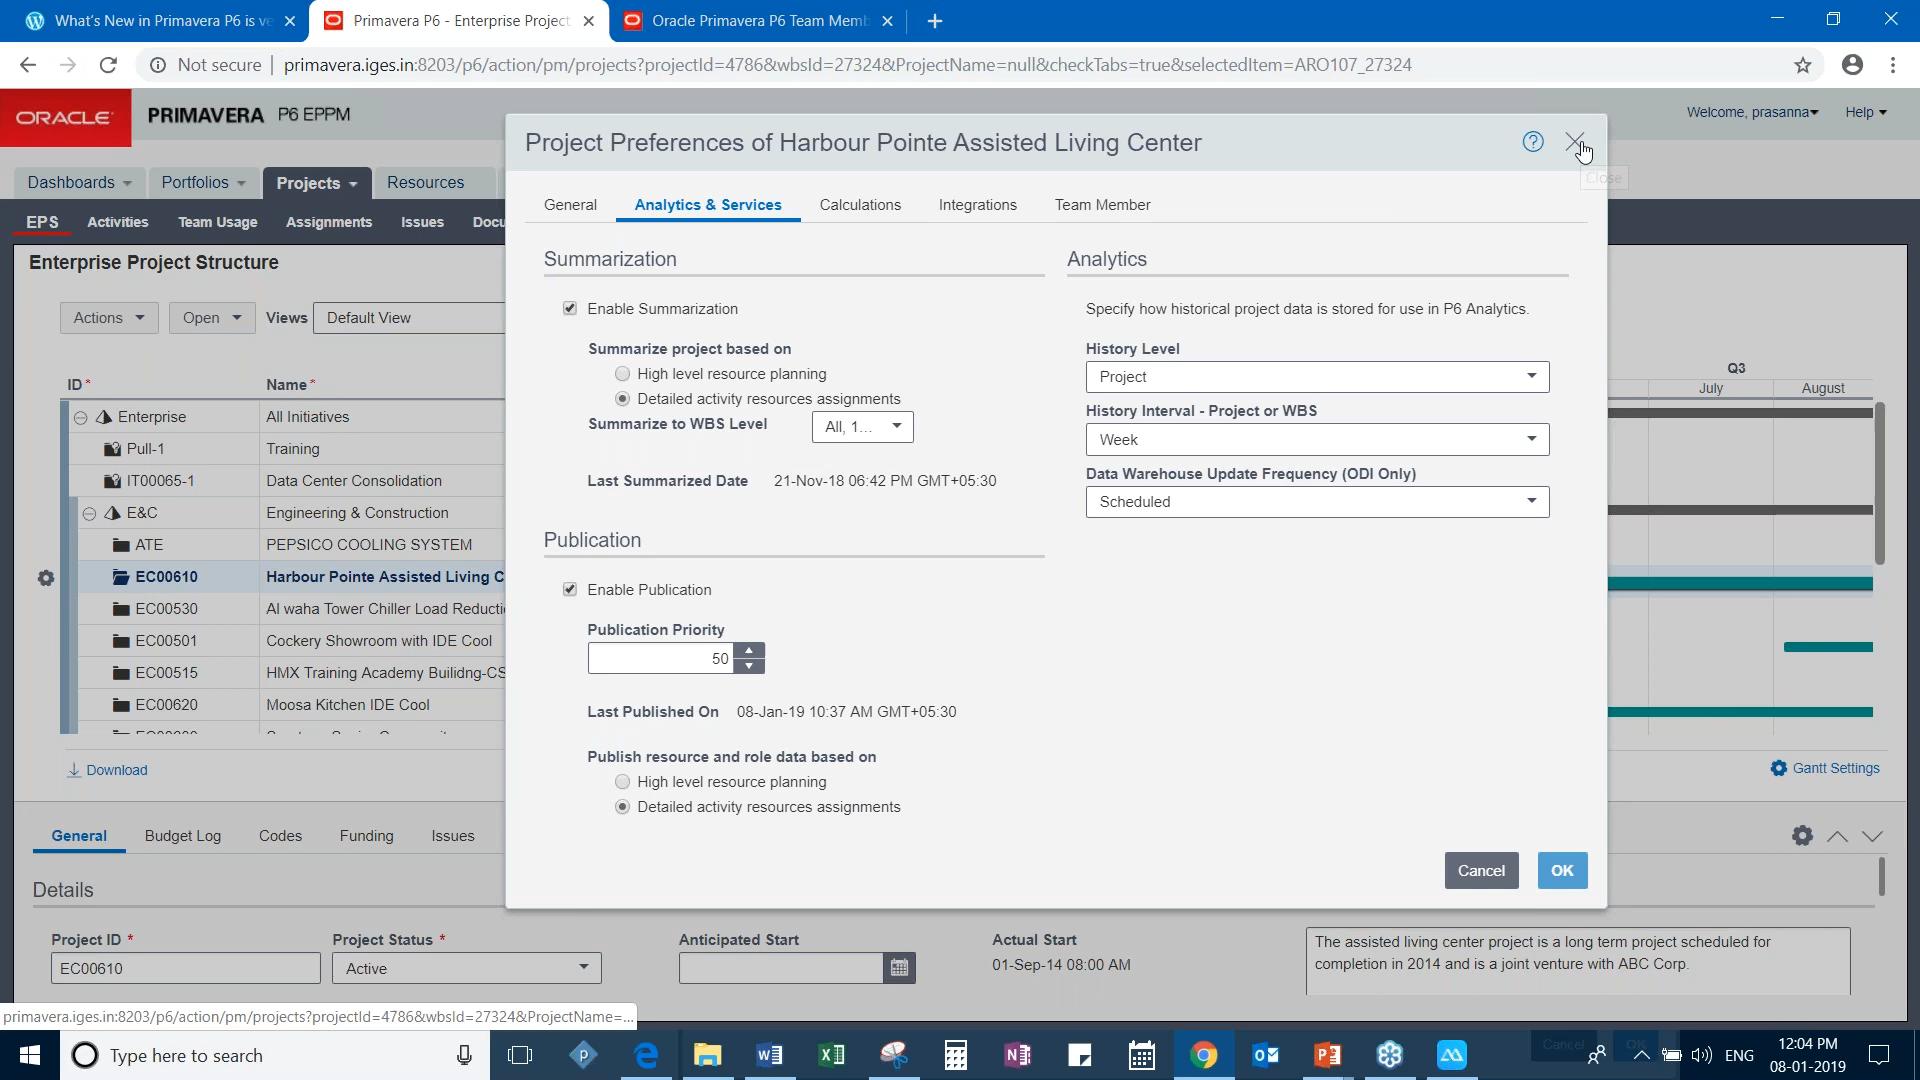 What's New in Primavera P6 is ve
Primavera P6 - Enterprise Project
Oracle Primavera P6 Team Memb
Not secure primavera.iges.in:8203/p6/action/pm/projects?projectId=4786&wbsId=27324&ProjectName=null&checkTabs=true&selectedItem=ARO107_27324
ORACLE PRIMAVERA P6 EPPM
Welcome, prasanna Help
Project Preferences of Harbour Pointe Assisted Living Center
Close
Dashboards Portfolios Projects Resources
General Analytics & Services Calculations Integrations Team Member
EPS Activities Team Usage Assignments Issues Docu
Enterprise Project Structure
Summarization Analytics
Actions Open Views Default View
Enable Summarization
Specify how historical project data is stored for use in P6 Analytics.
Summarize project based on
High level resource planning
Detailed activity resources assignments
Summarize to WBS Level All, 1...
History Level
Project
History Interval - Project or WBS
Week
Data Warehouse Update Frequency (ODI Only)
Scheduled
Last Summarized Date 21-Nov-18 06:42 PM GMT+05:30
Q3
July August
ID* Name*
Enterprise All Initiatives
Pull-1 Training
IT00065-1 Data Center Consolidation
E&C Engineering & Construction
ATE PEPSICO COOLING SYSTEM
EC00610 Harbour Pointe Assisted Living C
EC00530 Al waha Tower Chiller Load Reducti
EC00501 Cockery Showroom with IDE Cool
EC00515 HMX Training Academy Builidng-CS
EC00620 Moosa Kitchen IDE Cool
Publication
Enable Publication
Publication Priority
50
Last Published On 08-Jan-19 10:37 AM GMT+05:30
Publish resource and role data based on
High level resource planning
Detailed activity resources assignments
Cancel OK
Download
Gantt Settings
General Budget Log Codes Funding Issues
Details
Project ID * Project Status * Anticipated Start Actual Start
EC00610 Active 01-Sep-14 08:00 AM
The assisted living center project is a long term project scheduled for
completion in 2014 and is a joint venture with ABC Corp.
primavera.iges.in:8203/p6/action/pm/projects?projectId=4786&wbsId=27324&ProjectName=...
Type here to search
Cancel OK
ENG
12:04 PM
08-01-2019